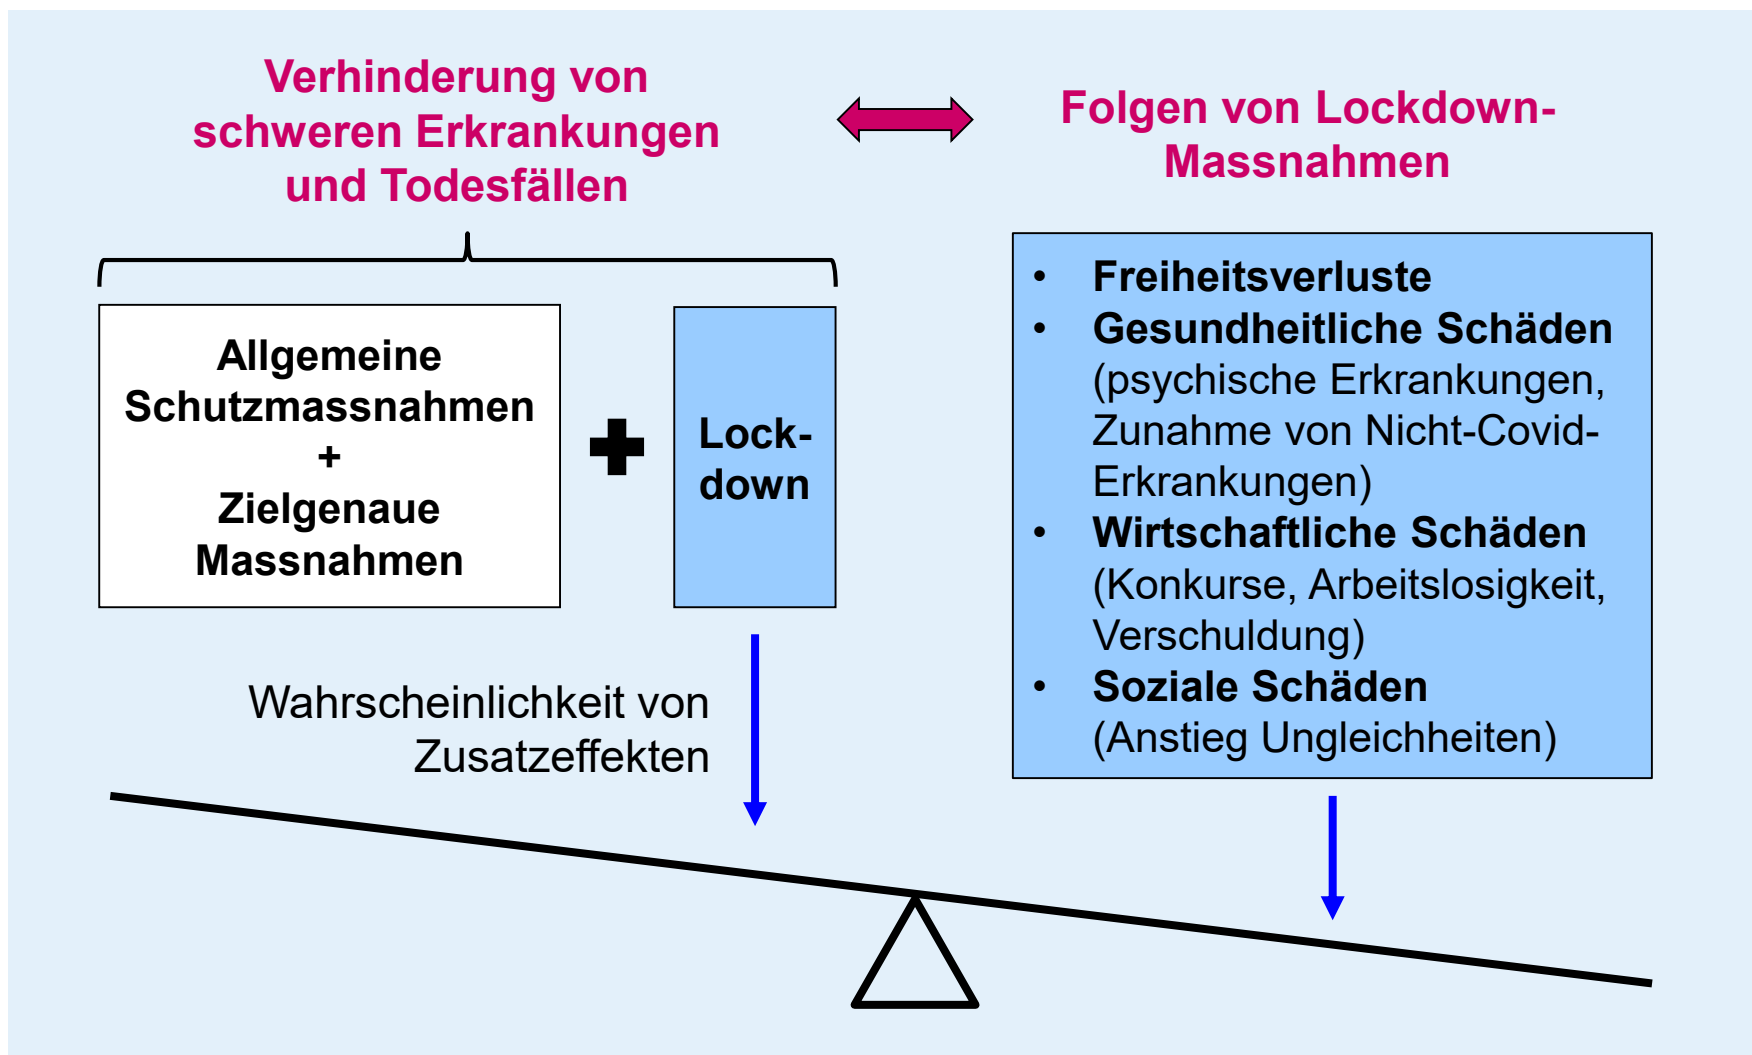 Verhinderung von
schweren Erkrankungen
und Todesfällen
Folgen von Lockdown-
Massnahmen
Allgemeine
Schutzmassnahmen
+
Zielgenaue
Massnahmen
Lock-
down
• Freiheitsverluste
• Gesundheitliche Schäden
(psychische Erkrankungen,
Zunahme von Nicht-Covid-
Erkrankungen)
• Wirtschaftliche Schäden
(Konkurse, Arbeitslosigkeit,
Verschuldung)
• Soziale Schäden
(Anstieg Ungleichheiten)
Wahrscheinlichkeit von
Zusatzeffekten